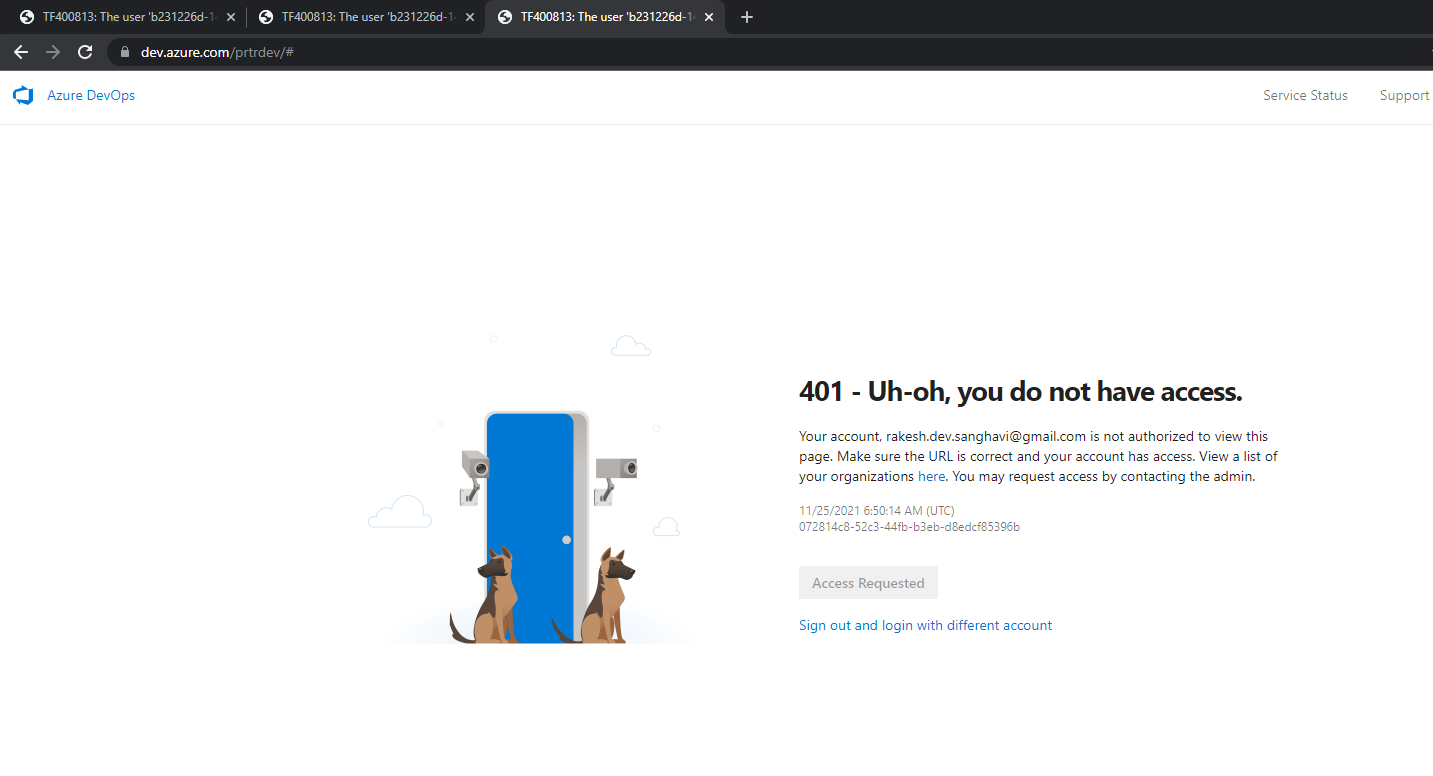 TF400813: The user 'b231226d-1
TF400813: The user 'b231226d-1
TF400813: The user 'b231226d-1
dev.azure.com/prtrdev/#
Azure DevOps
Service Status
Support
401 - Uh-oh, you do not have access.
Your account, rakesh.dev.sanghavi@gmail.com is not authorized to view this
page. Make sure the URL is correct and your account has access. View a list of
your organizations here. You may request access by contacting the admin.
11/25/2021 6:50:14 AM (UTC)
072814c8-52c3-44fb-b3eb-d8edcf85396b
Access Requested
Sign out and login with different account